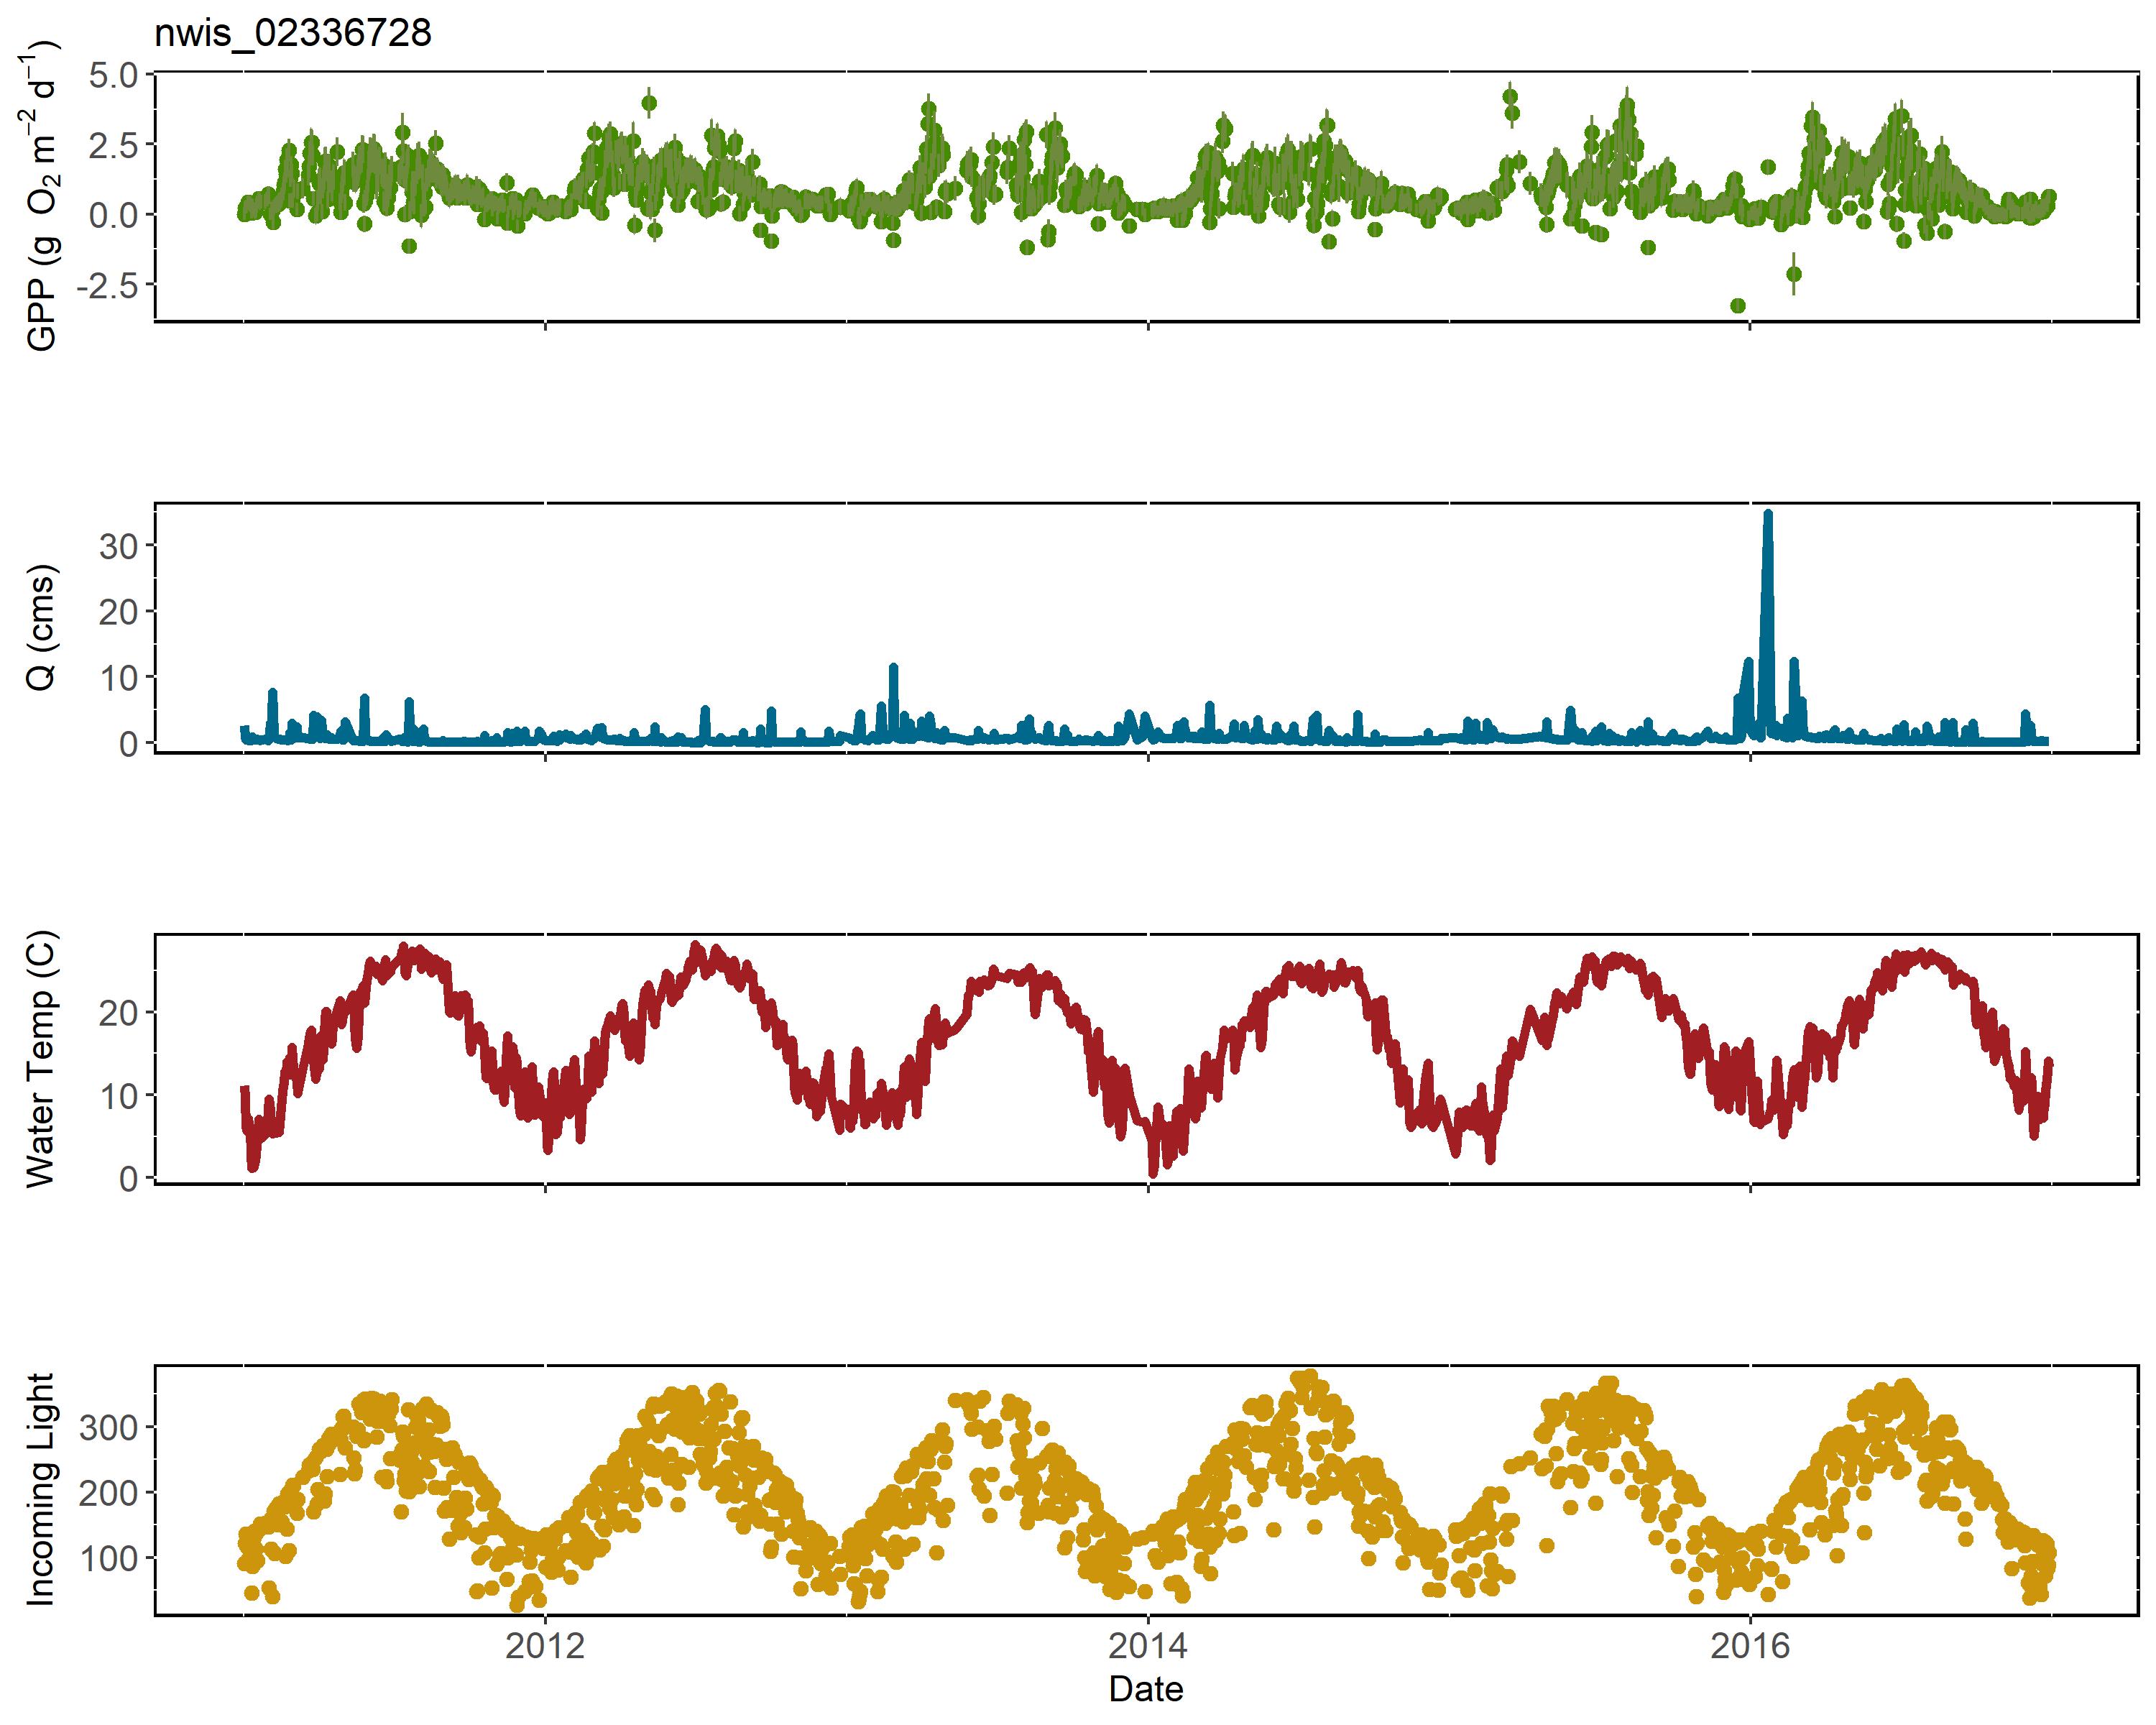 nwis_02336728
GPP (g O₂ m⁻² d⁻¹)
5.0
2.5
0.0
-2.5
Q (cms)
30
20
10
0
Water Temp (C)
20
10
0
Incoming Light
300
200
100
2012 2014 2016
Date